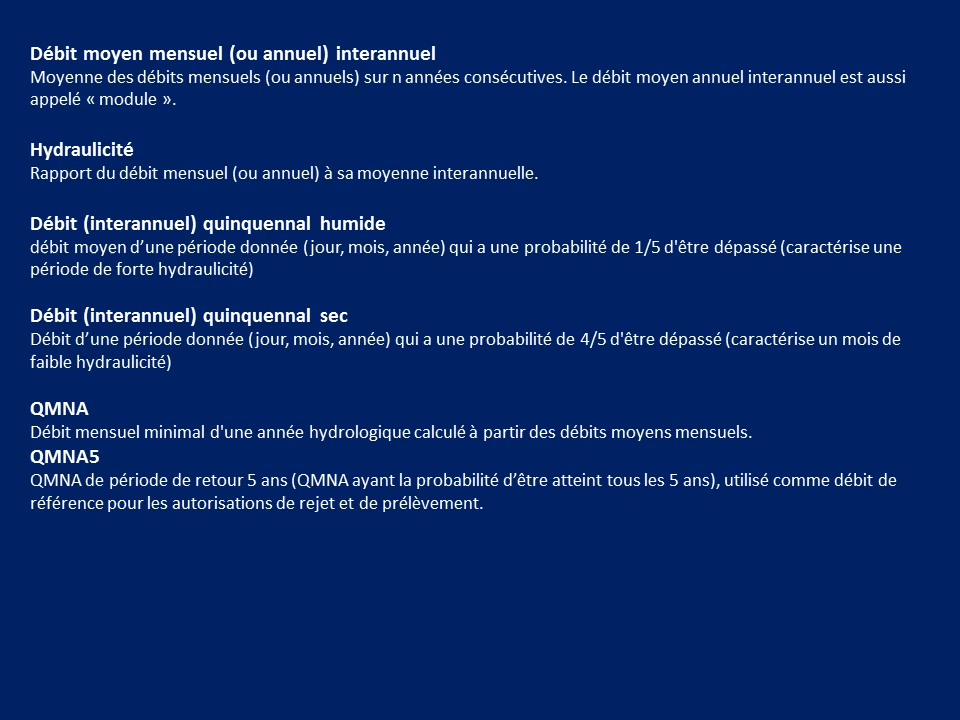 Débit moyen mensuel (ou annuel) interannuel
Moyenne des débits mensuels (ou annuels) sur n années consécutives. Le débit moyen annuel interannuel est aussi
appelé « module ».
Hydraulicité
Rapport du débit mensuel (ou annuel) à sa moyenne interannuelle.
Débit (interannuel) quinquennal humide
débit moyen d’une période donnée (jour, mois, année) qui a une probabilité de 1/5 d'être dépassé (caractérise une
période de forte hydraulicité)
Débit (interannuel) quinquennal sec
Débit d’une période donnée (jour, mois, année) qui a une probabilité de 4/5 d'être dépassé (caractérise un mois de
faible hydraulicité)
QMNA
Débit mensuel minimal d'une année hydrologique calculé à partir des débits moyens mensuels.
QMNA5
QMNA de période de retour 5 ans (QMNA ayant la probabilité d’être atteint tous les 5 ans), utilisé comme débit de
référence pour les autorisations de rejet et de prélèvement.